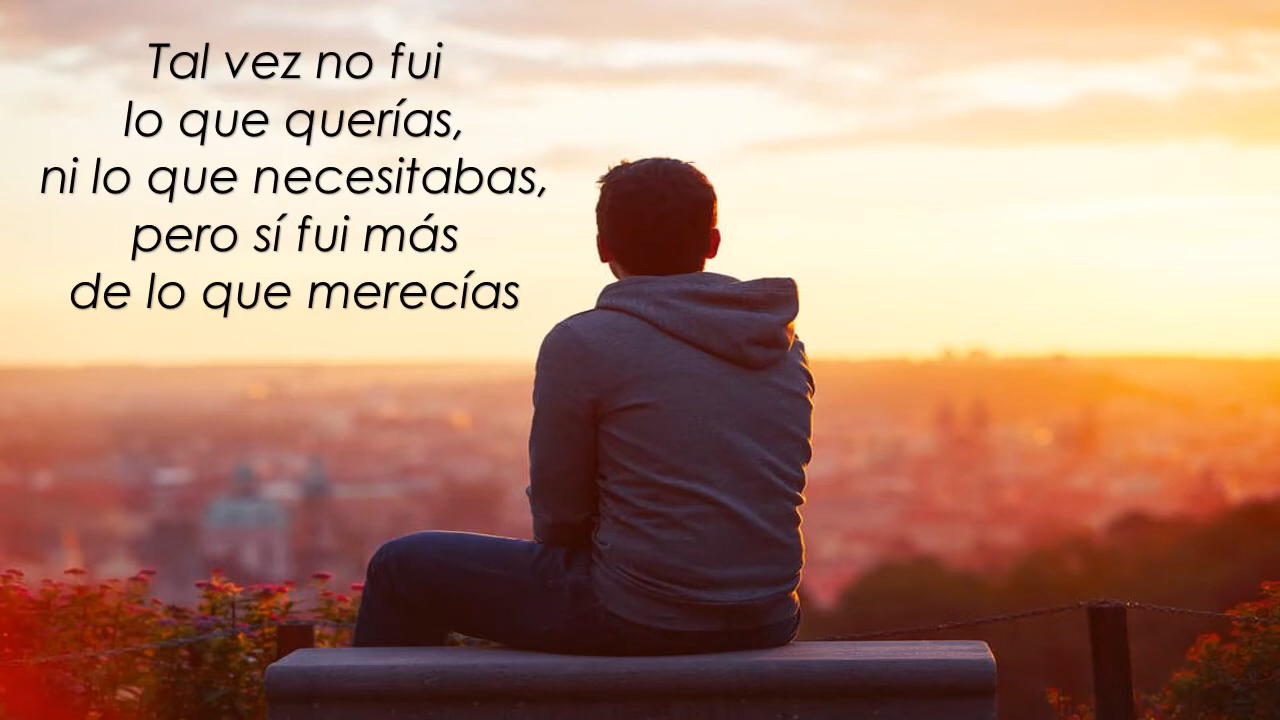 Tal vez no fui
lo que querías,
ni lo que necesitabas,
pero sí fui más
de lo que merecías